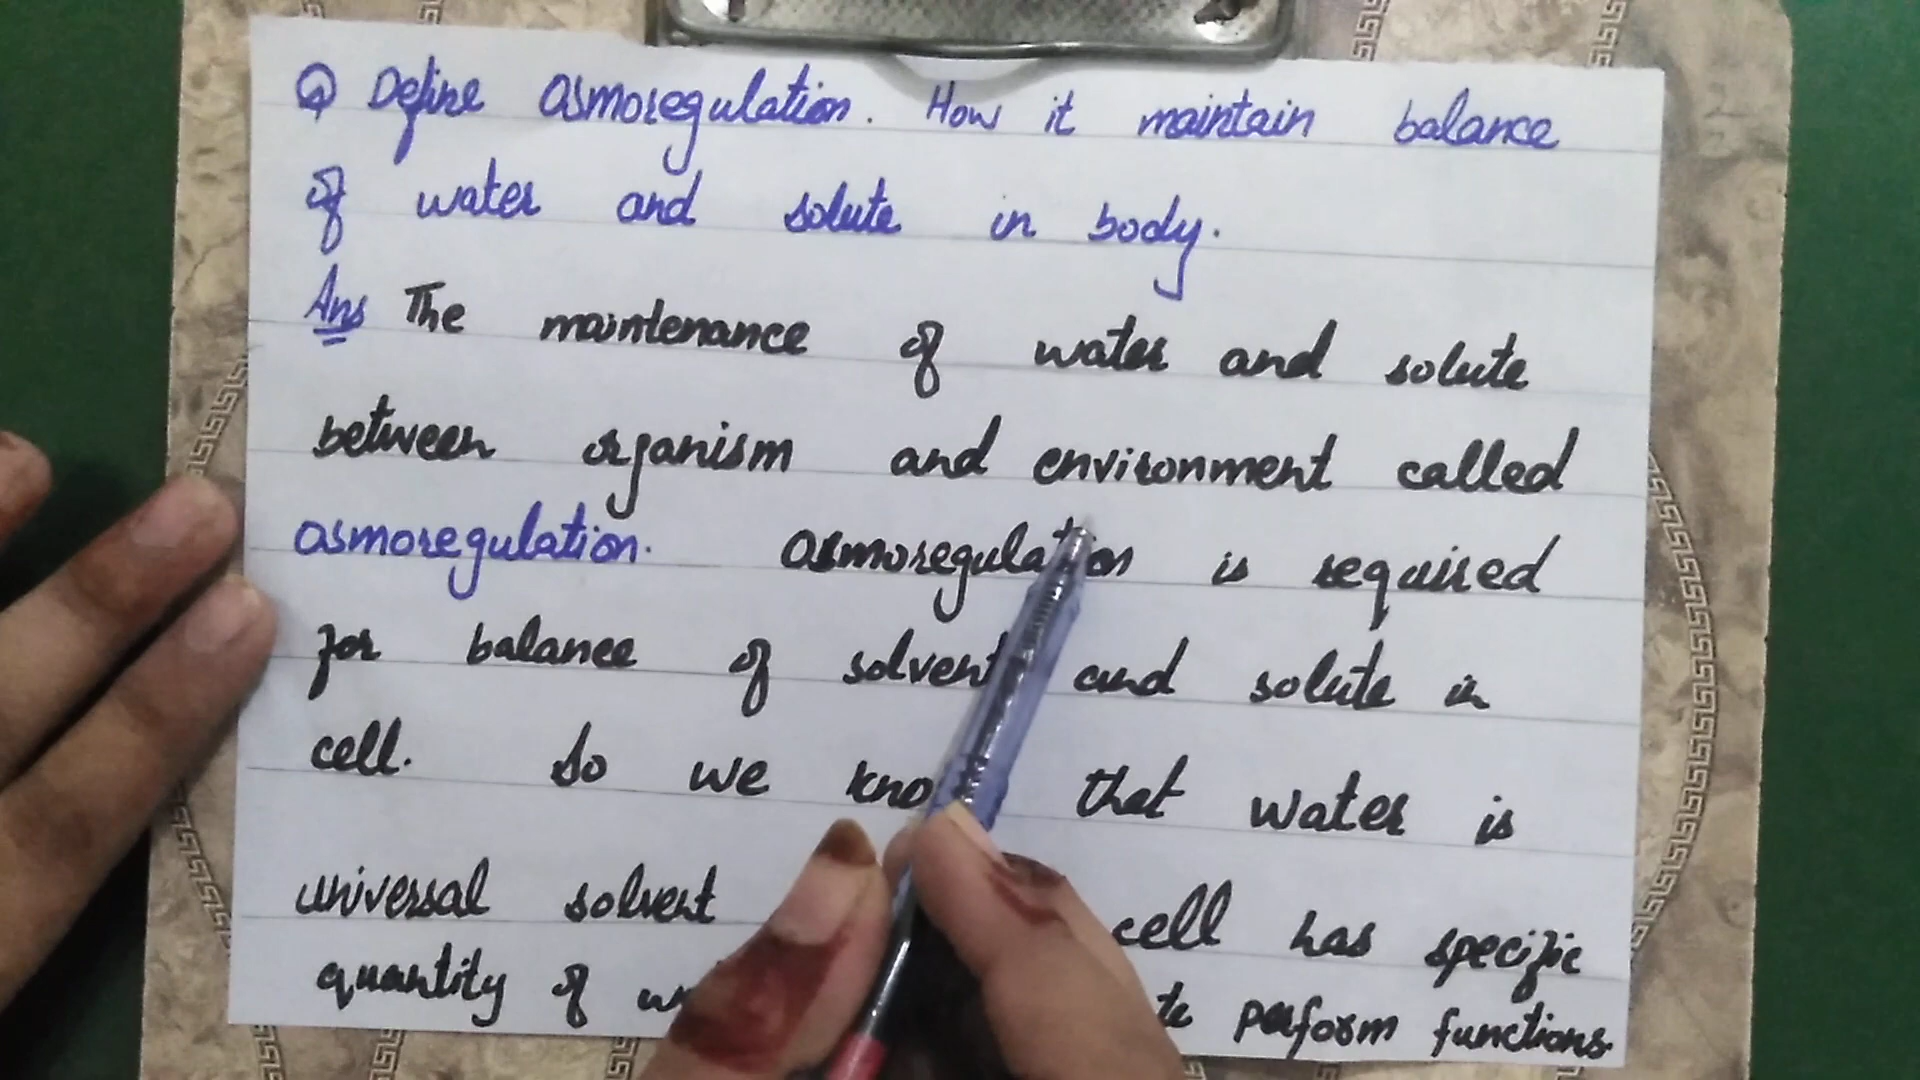 Q Define Osmoregulation. How it maintain balance
of water and solute in body.
Ans The maintenance of water and solute
between organism and environment called
osmoregulation. Osmoregulation is required
for balance of solvent and solute in
cell. So we know that water is
universal solvent cell has specific
quantity of perform functions.